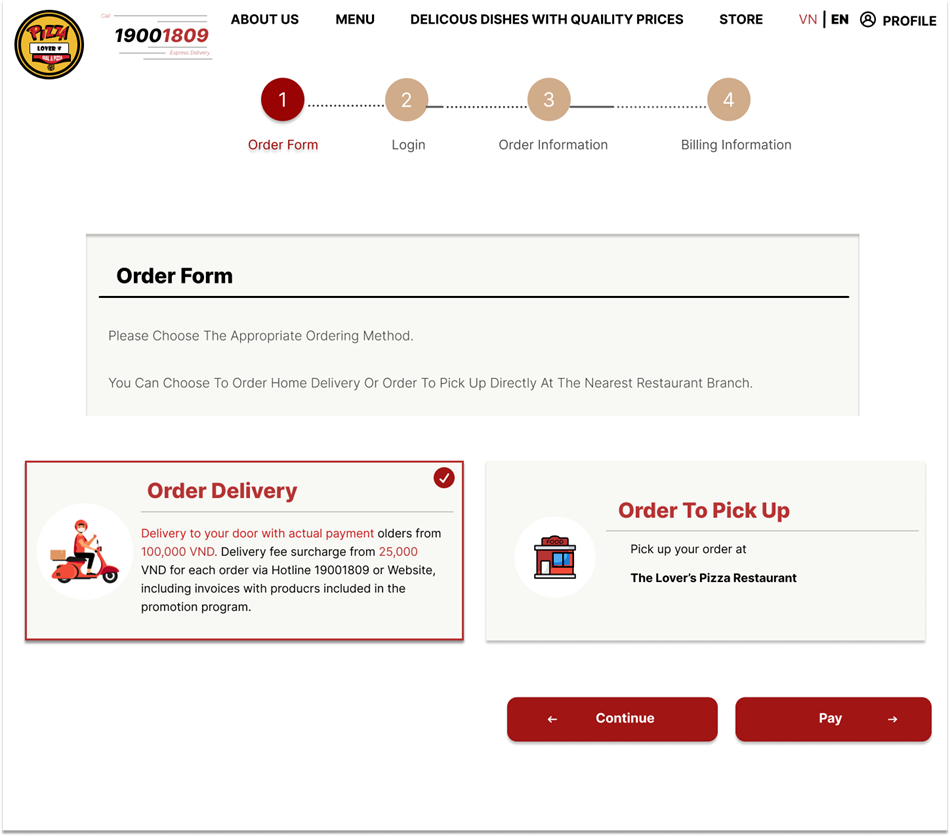 PIZZA
LOVER
Call
19001809
Express Delivery
ABOUT US
MENU
DELICOUS DISHES WITH QUAILITY PRICES
STORE
VN
EN
PROFILE
1
2
3
4
Order Form
Login
Order Information
Billing Information
Order Form
Please Choose The Appropriate Ordering Method.
You Can Choose To Order Home Delivery Or Order To Pick Up Directly At The Nearest Restaurant Branch.
Order Delivery
Delivery to your door with actual payment olders from
100,000 VND. Delivery fee surcharge from 25,000
VND for each order via Hotline 19001809 or Website,
including invoices with producrs included in the
promotion program.
Order To Pick Up
FOOD
Pick up your order at
The Lover's Pizza Restaurant
Continue
Pay